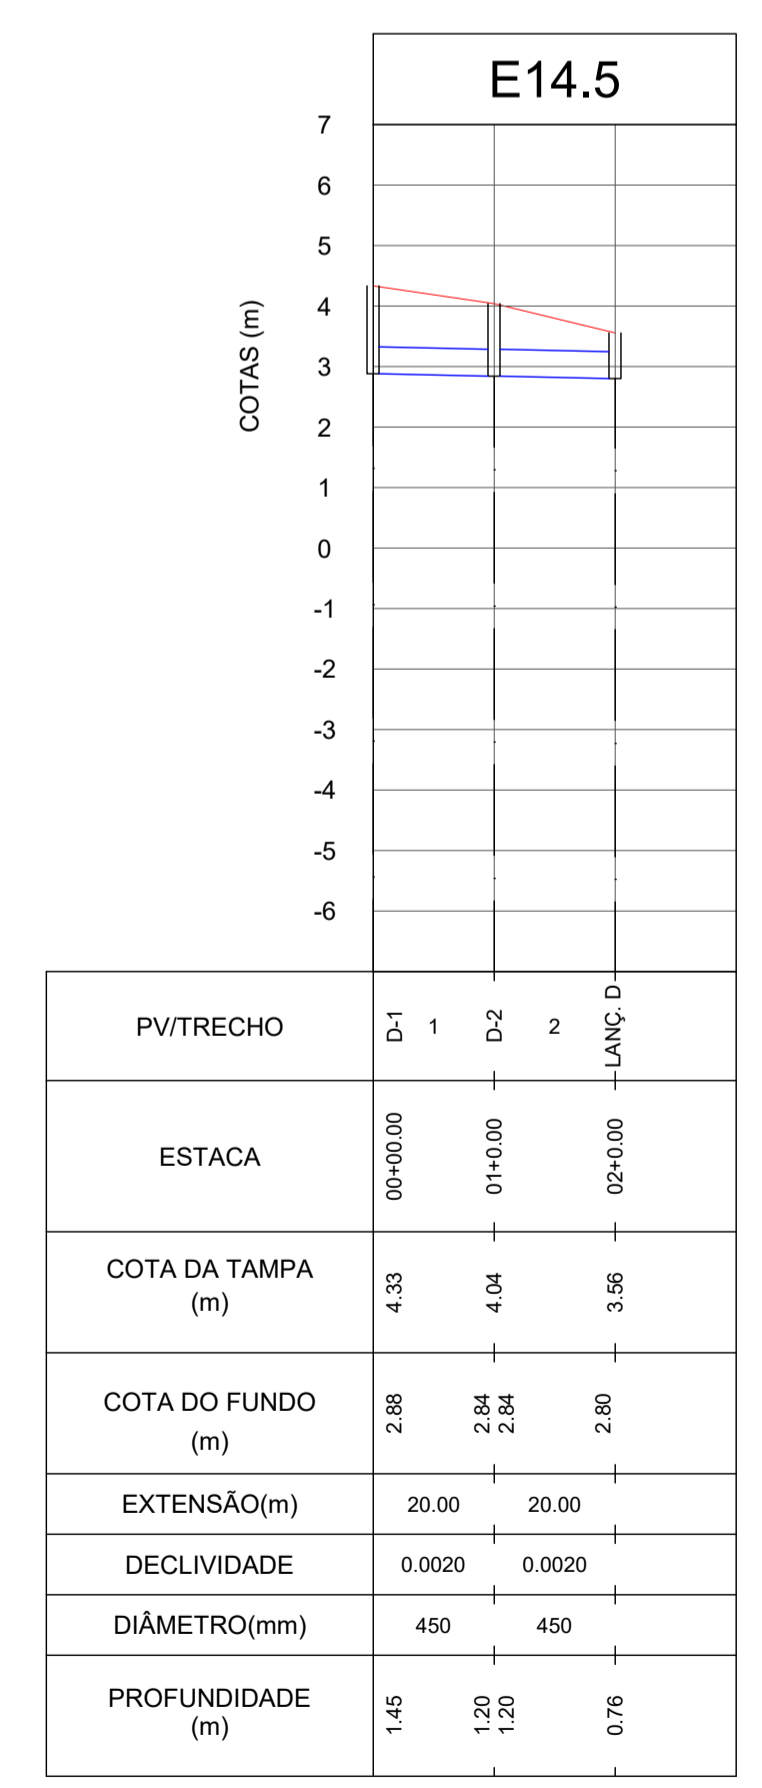 E14.5
7
6
5
4
3
2
1
0
-1
-2
-3
-4
-5
-6
COTAS (m)
PV/TRECHO
D-1 1 D-2 2 LANÇ. D
ESTACA
00+00.00 01+0.00 02+0.00
COTA DA TAMPA
(m)
4.33 4.04 3.56
COTA DO FUNDO
(m)
2.88 2.84 2.84 2.80
EXTENSÃO(m) 20.00 20.00
DECLIVIDADE 0.0020 0.0020
DIÂMETRO(mm) 450 450
PROFUNDIDADE
(m)
1.45 1.20 1.20 0.76